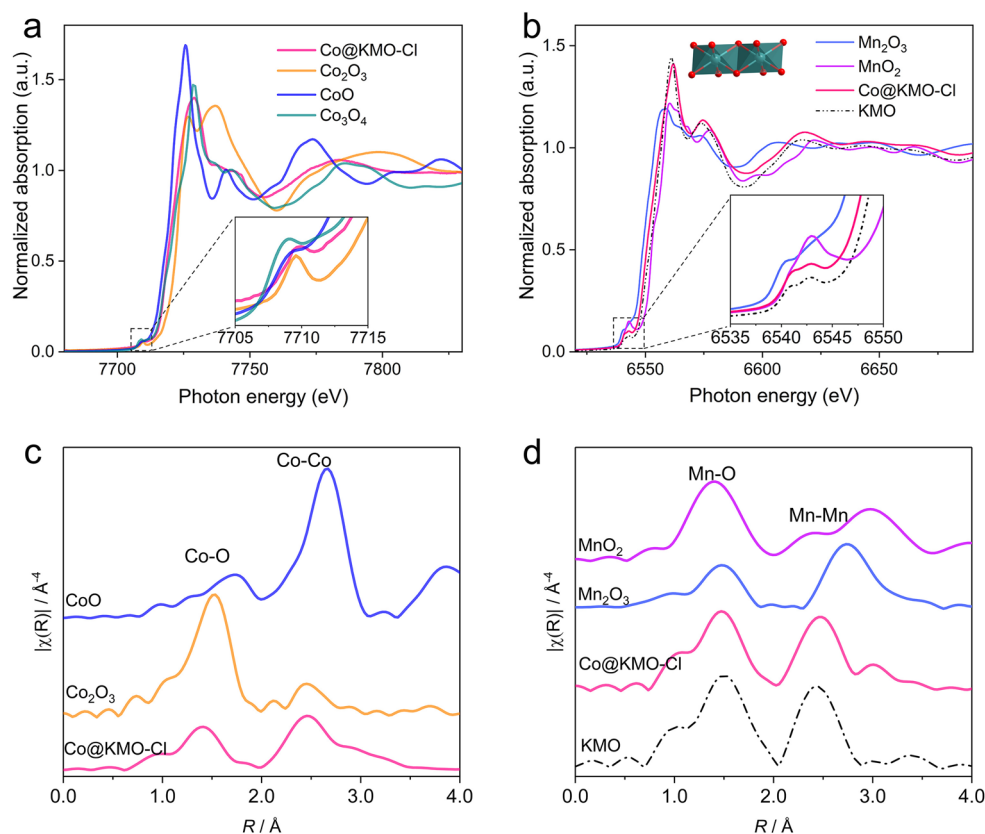 a
Normalized absorption (a.u.)
1.5
1.0
0.5
0.0
Co@KMO-Cl
Co₂O₃
CoO
Co₃O₄
7705 7710 7715
7700 7750 7800
Photon energy (eV)
b
Normalized absorption (a.u.)
1.5
1.0
0.5
0.0
Mn₂O₃
MnO₂
Co@KMO-Cl
KMO
6535 6540 6545 6550
6550 6600 6650
Photon energy (eV)
c
|χ(R)| / Å⁻⁴
Co-Co
Co-O
CoO
Co₂O₃
Co@KMO-Cl
0.0 1.0 2.0 3.0 4.0
R / Å
d
|χ(R)| / Å⁻⁴
Mn-O
Mn-Mn
MnO₂
Mn₂O₃
Co@KMO-Cl
KMO
0.0 1.0 2.0 3.0 4.0
R / Å